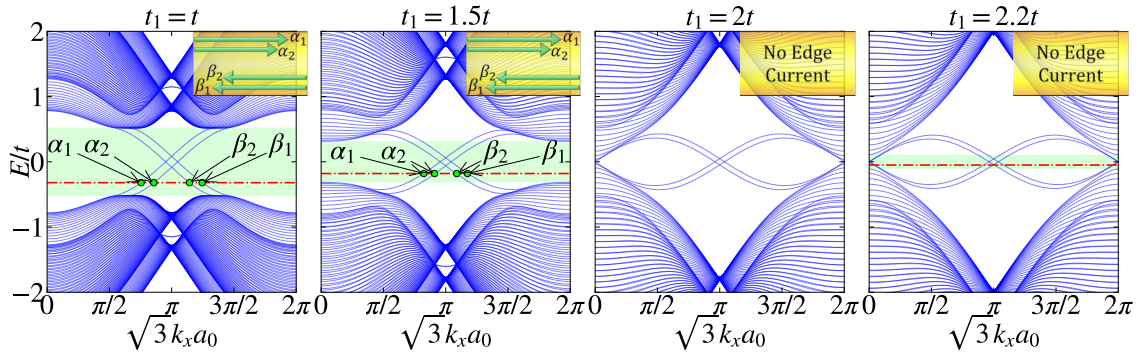 t₁ = t
t₁ = 1.5t
t₁ = 2t
t₁ = 2.2t
E/t
2
1
0
−1
−2
α₁
α₂
β₂
β₁
α₁ α₂ β₂ β₁
α₁
α₂
β₂
β₁
α₁ α₂ β₂ β₁
No Edge
Current
No Edge
Current
0 π/2 π 3π/2 2π
0 π/2 π 3π/2 2π
0 π/2 π 3π/2 2π
0 π/2 π 3π/2 2π
√3 kₓa₀
√3 kₓa₀
√3 kₓa₀
√3 kₓa₀